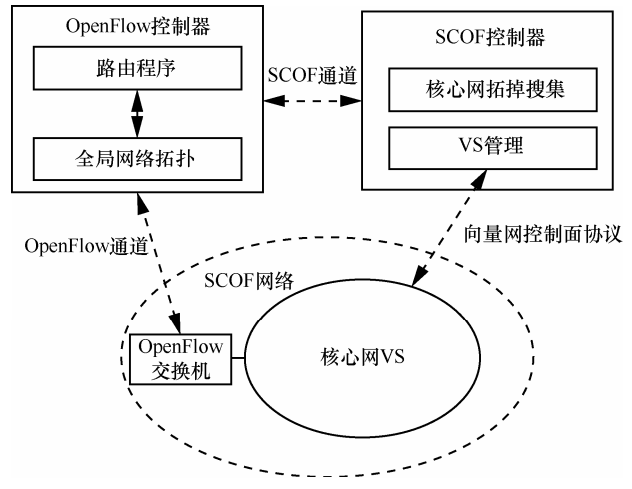 OpenFlow控制器
路由程序
全局网络拓扑
SCOF通道
SCOF控制器
核心网拓掉搜集
VS管理
OpenFlow通道
向量网控制面协议
SCOF网络
OpenFlow
交换机
核心网VS